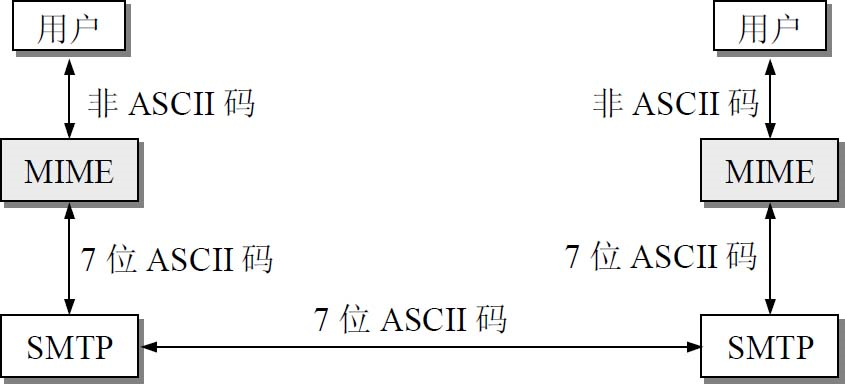 用户 用户
非 ASCII 码 非 ASCII 码
MIME MIME
7 位 ASCII 码 7 位 ASCII 码
7 位 ASCII 码
SMTP SMTP